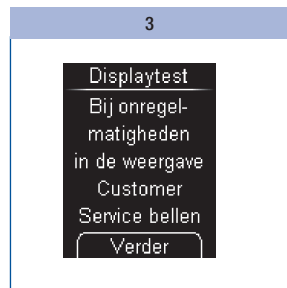 3
Displaytest
Bij onregel-
matigheden
in de weergave
Customer
Service bellen
Verder